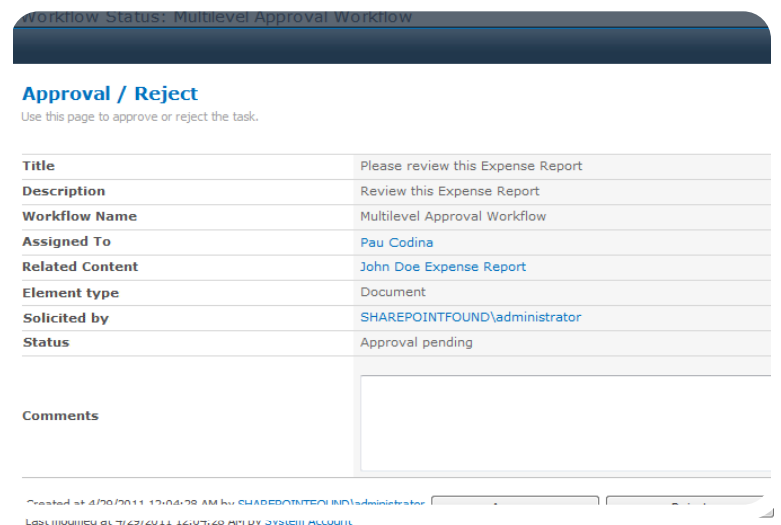 Workflow Status: Multilevel Approval Workflow
Approval / Reject
Use this page to approve or reject the task.
Title Please review this Expense Report
Description Review this Expense Report
Workflow Name Multilevel Approval Workflow
Assigned To Pau Codina
Related Content John Doe Expense Report
Element type Document
Solicited by SHAREPOINTFOUND\administrator
Status Approval pending
Comments
Created at 4/29/2011 12:04:28 AM by SHAREPOINTFOUND\administrator
Last modified at 4/29/2011 12:04:28 AM by System Account